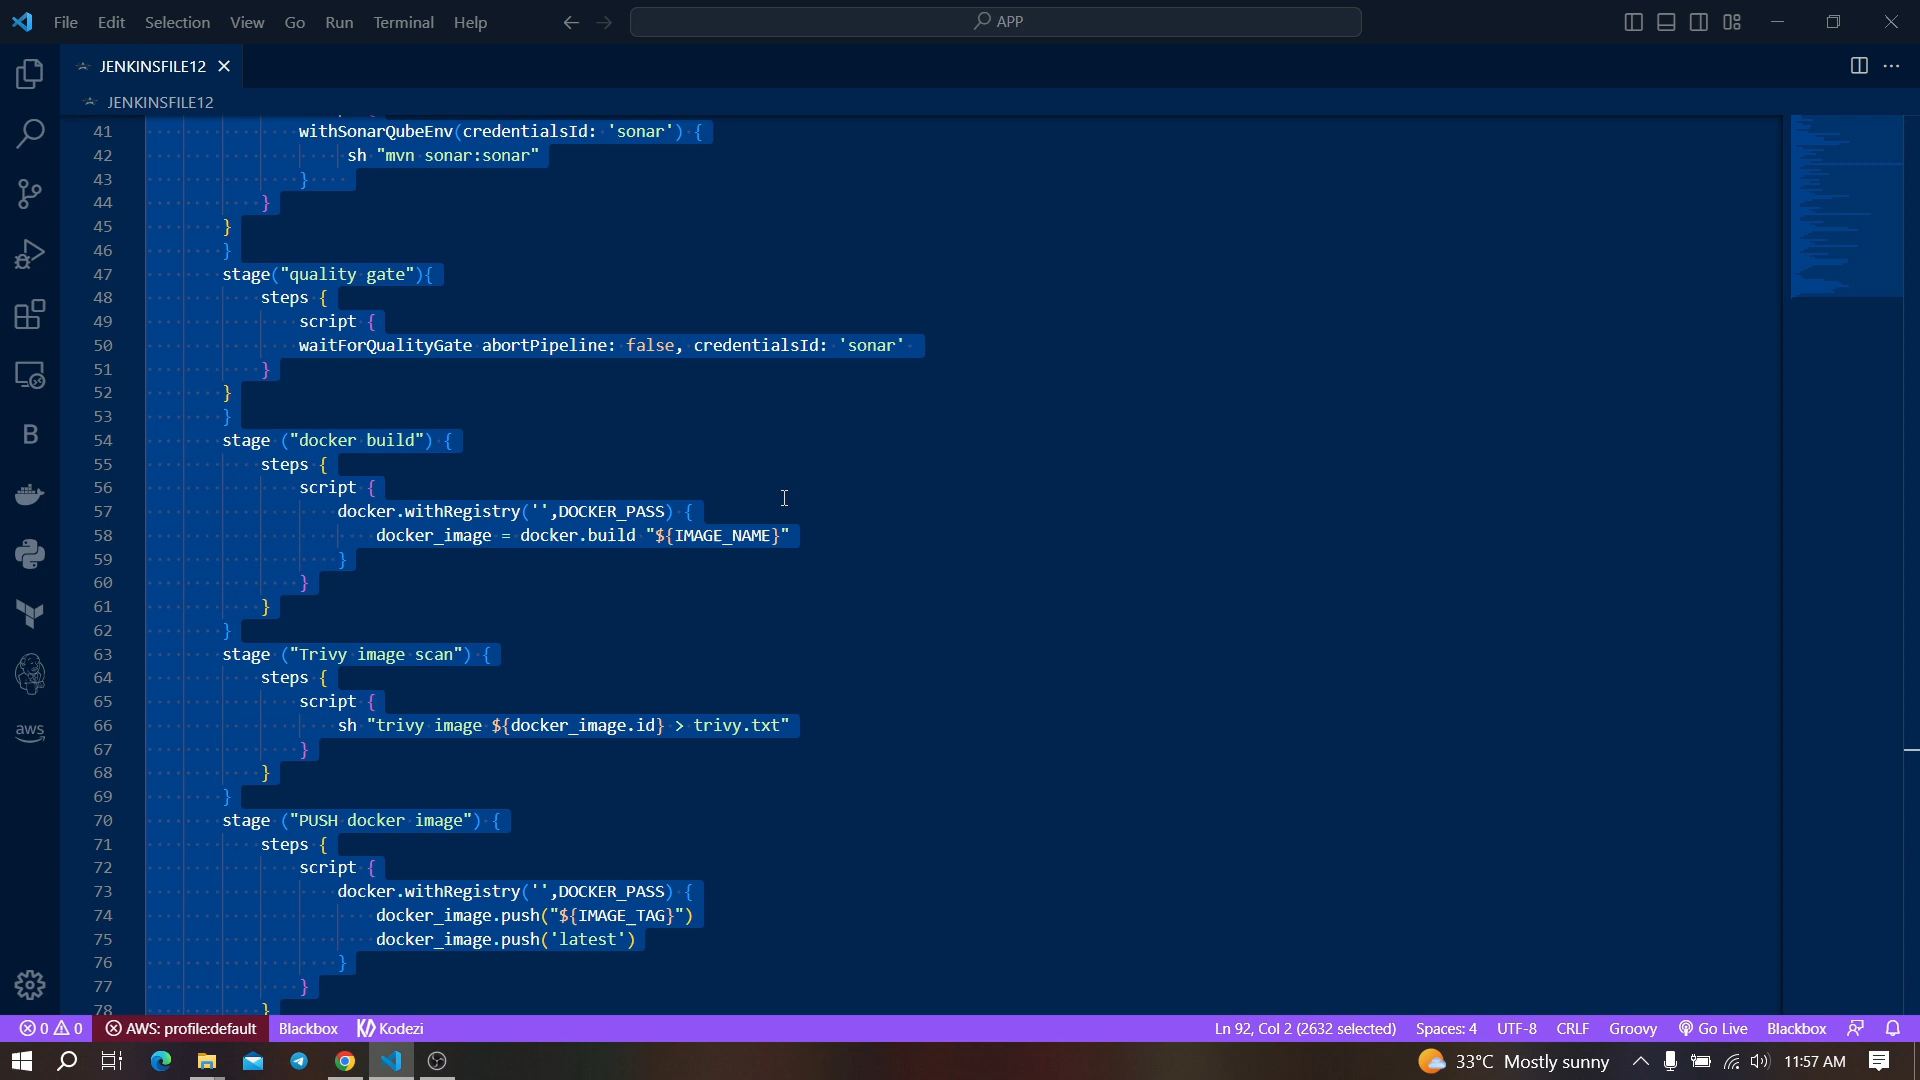 File Edit Selection View Go Run Terminal Help
APP
JENKINSFILE12
JENKINSFILE12
41 withSonarQubeEnv(credentialsId: 'sonar') {
42 sh "mvn sonar:sonar"
43 }
44 }
45 }
46 }
47 stage("quality gate"){
48 steps {
49 script {
50 waitForQualityGate abortPipeline: false, credentialsId: 'sonar'
51 }
52 }
53 }
54 stage ("docker build") {
55 steps {
56 script {
57 docker.withRegistry('',DOCKER_PASS) {
58 docker_image = docker.build "${IMAGE_NAME}"
59 }
60 }
61 }
62 }
63 stage ("Trivy image scan") {
64 steps {
65 script {
66 sh "trivy image ${docker_image.id} > trivy.txt"
67 }
68 }
69 }
70 stage ("PUSH docker image") {
71 steps {
72 script {
73 docker.withRegistry('',DOCKER_PASS) {
74 docker_image.push("${IMAGE_TAG}")
75 docker_image.push('latest')
76 }
77 }
78 }
B
aws
0 0 AWS: profile:default Blackbox Kodezi Ln 92, Col 2 (2632 selected) Spaces: 4 UTF-8 CRLF Groovy Go Live Blackbox
33°C Mostly sunny 11:57 AM